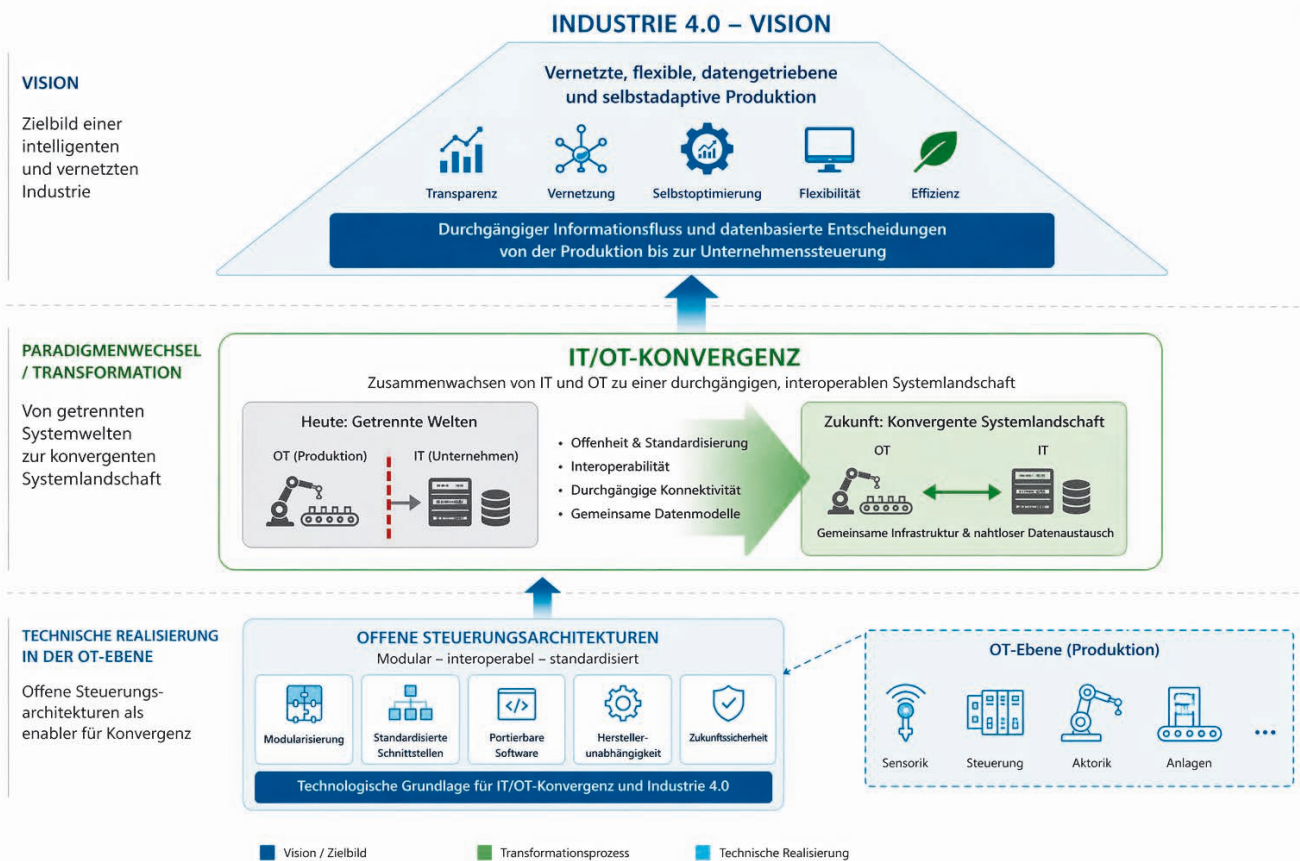 INDUSTRIE 4.0 – VISION
VISION
Zielbild einer
intelligenten
und vernetzten
Industrie
Vernetzte, flexible, datengetriebene
und selbstadaptive Produktion
Transparenz
Vernetzung
Selbstoptimierung
Flexibilität
Effizienz
Durchgängiger Informationsfluss und datenbasierte Entscheidungen
von der Produktion bis zur Unternehmenssteuerung
PARADIGMENWECHSEL
/ TRANSFORMATION
Von getrennten
Systemwelten
zur konvergenten
Systemlandschaft
IT/OT-KONVERGENZ
Zusammenwachsen von IT und OT zu einer durchgängigen, interoperablen Systemlandschaft
Heute: Getrennte Welten
OT (Produktion)
IT (Unternehmen)
• Offenheit & Standardisierung
• Interoperabilität
• Durchgängige Konnektivität
• Gemeinsame Datenmodelle
Zukunft: Konvergente Systemlandschaft
OT
IT
Gemeinsame Infrastruktur & nahtloser Datenaustausch
TECHNISCHE REALISIERUNG
IN DER OT-EBENE
Offene Steuerungs-
architekturen als
enabler für Konvergenz
OFFENE STEUERUNGSARCHITEKTUREN
Modular – interoperabel – standardisiert
Modularisierung
Standardisierte
Schnittstellen
Portierbare
Software
Hersteller-
unabhängigkeit
Zukunftssicherheit
Technologische Grundlage für IT/OT-Konvergenz und Industrie 4.0
OT-Ebene (Produktion)
Sensorik
Steuerung
Aktorik
Anlagen
...
Vision / Zielbild
Transformationsprozess
Technische Realisierung